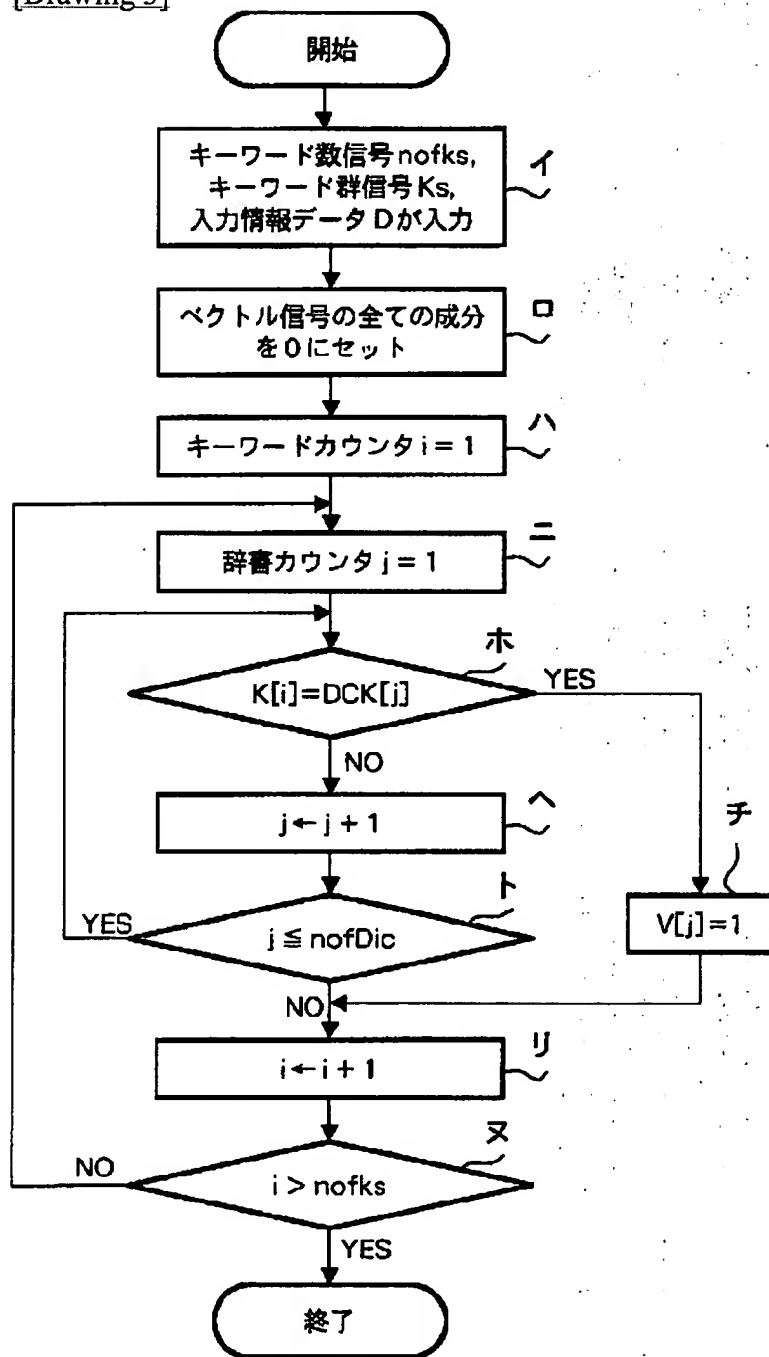 開始
キーワード数信号nofks,
キーワード群信号Ks,
入力情報データDが入力
イ
ベクトル信号の全ての成分
を0にセット
ロ
キーワードカウンタi=1
ハ
辞書カウンタj=1
ニ
ホ
K[i]=DCK[j]
YES
NO
j←j+1
ヘ
チ
ト
YES
j≦nofDic
V[j]=1
NO
i←i+1
リ
ヌ
NO
i>nofks
YES
終了